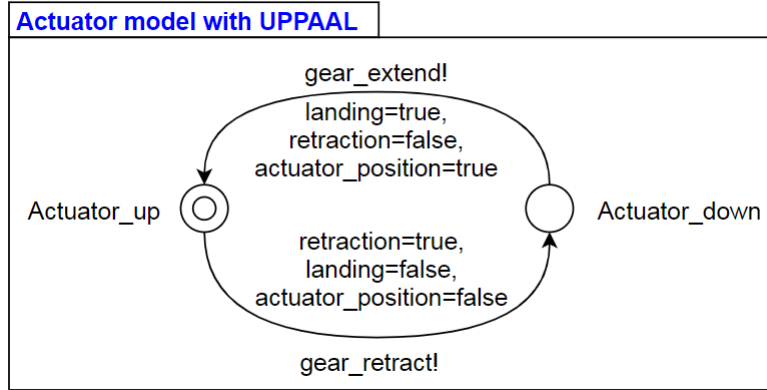 Actuator model with UPPAAL
gear_extend!
landing=true,
retraction=false,
actuator_position=true
Actuator_up
Actuator_down
retraction=true,
landing=false,
actuator_position=false
gear_retract!